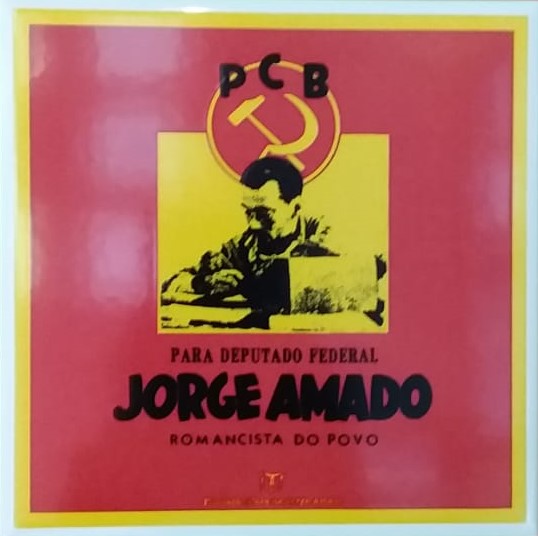 PCB
PARA DEPUTADO FEDERAL
JORGE AMADO
ROMANCISTA DO POVO